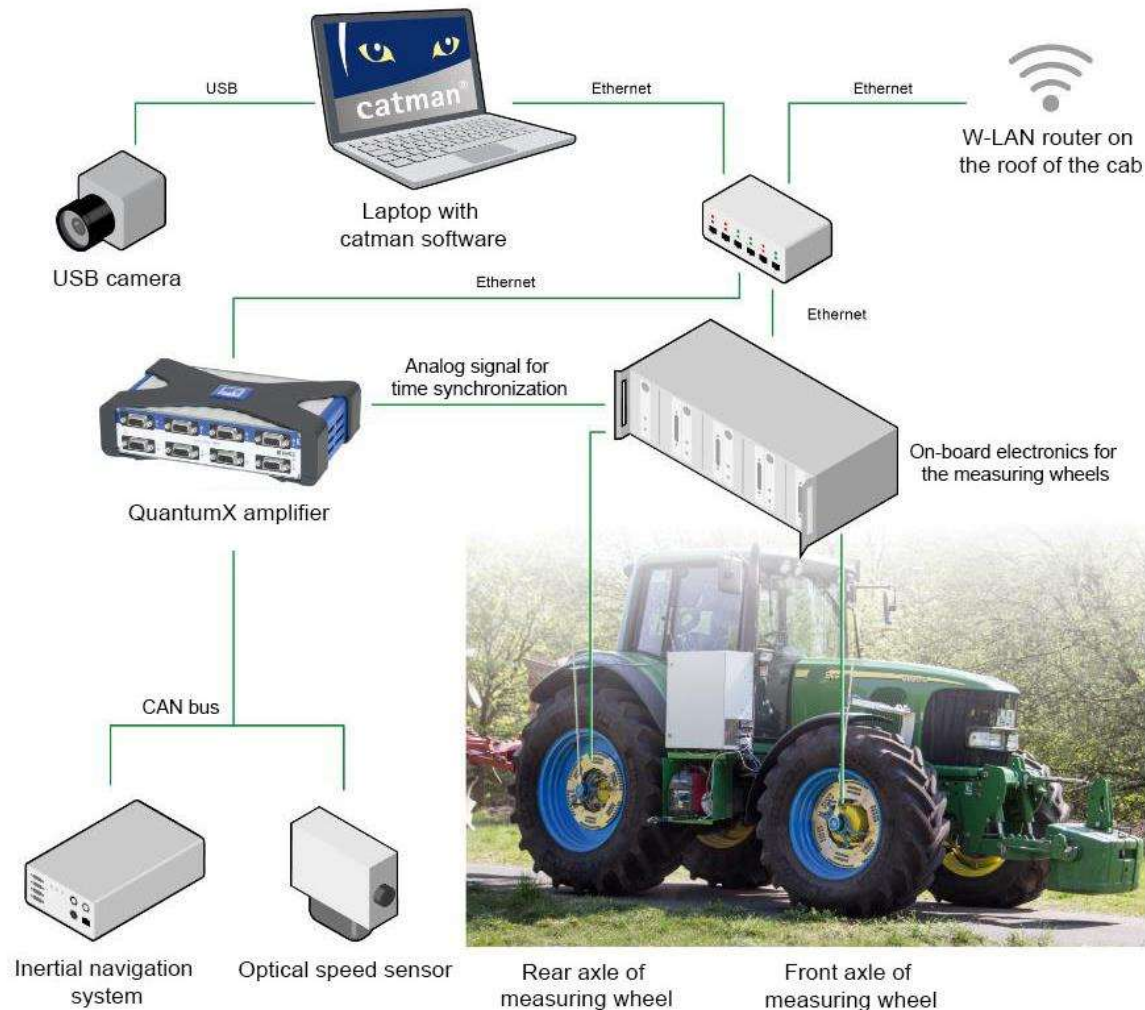 USB
Ethernet
Ethernet
catman®
W-LAN router on
the roof of the cab
Laptop with
catman software
USB camera
Ethernet
Ethernet
Analog signal for
time synchronization
On-board electronics for
the measuring wheels
QuantumX amplifier
CAN bus
Inertial navigation
system
Optical speed sensor
Rear axle of
measuring wheel
Front axle of
measuring wheel